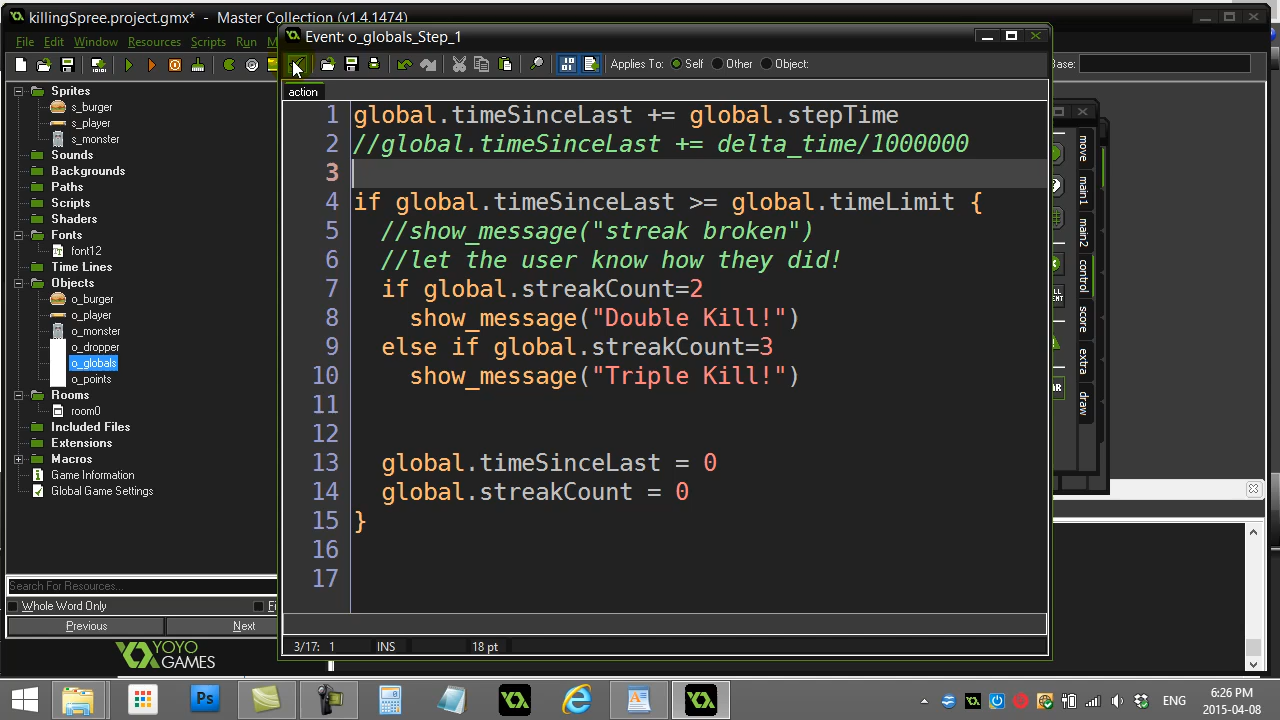 killingSpree.project.gmx* - Master Collection (v1.4.1474)
File Edit Window Resources Scripts Run
Event: o_globals_Step_1
Applies To: Self Other Object:
action
Base:
Sprites
s_burger
s_player
s_monster
Sounds
Backgrounds
Paths
Scripts
Shaders
Fonts
font12
Time Lines
Objects
o_burger
o_player
o_monster
o_dropper
o_globals
o_points
Rooms
room0
Included Files
Extensions
Macros
Game Information
Global Game Settings
Search For Resources...
Whole Word Only
Previous Next
YOYO
GAMES
1 global.timeSinceLast += global.stepTime
2 //global.timeSinceLast += delta_time/1000000
3
4 if global.timeSinceLast >= global.timeLimit {
5 //show_message("streak broken")
6 //let the user know how they did!
7 if global.streakCount=2
8 show_message("Double Kill!")
9 else if global.streakCount=3
10 show_message("Triple Kill!")
11
12
13 global.timeSinceLast = 0
14 global.streakCount = 0
15 }
16
17
3/17: 1 INS 18 pt
move
main1
main2
control
score
extra
draw
Ps
ENG
6:26 PM
2015-04-08